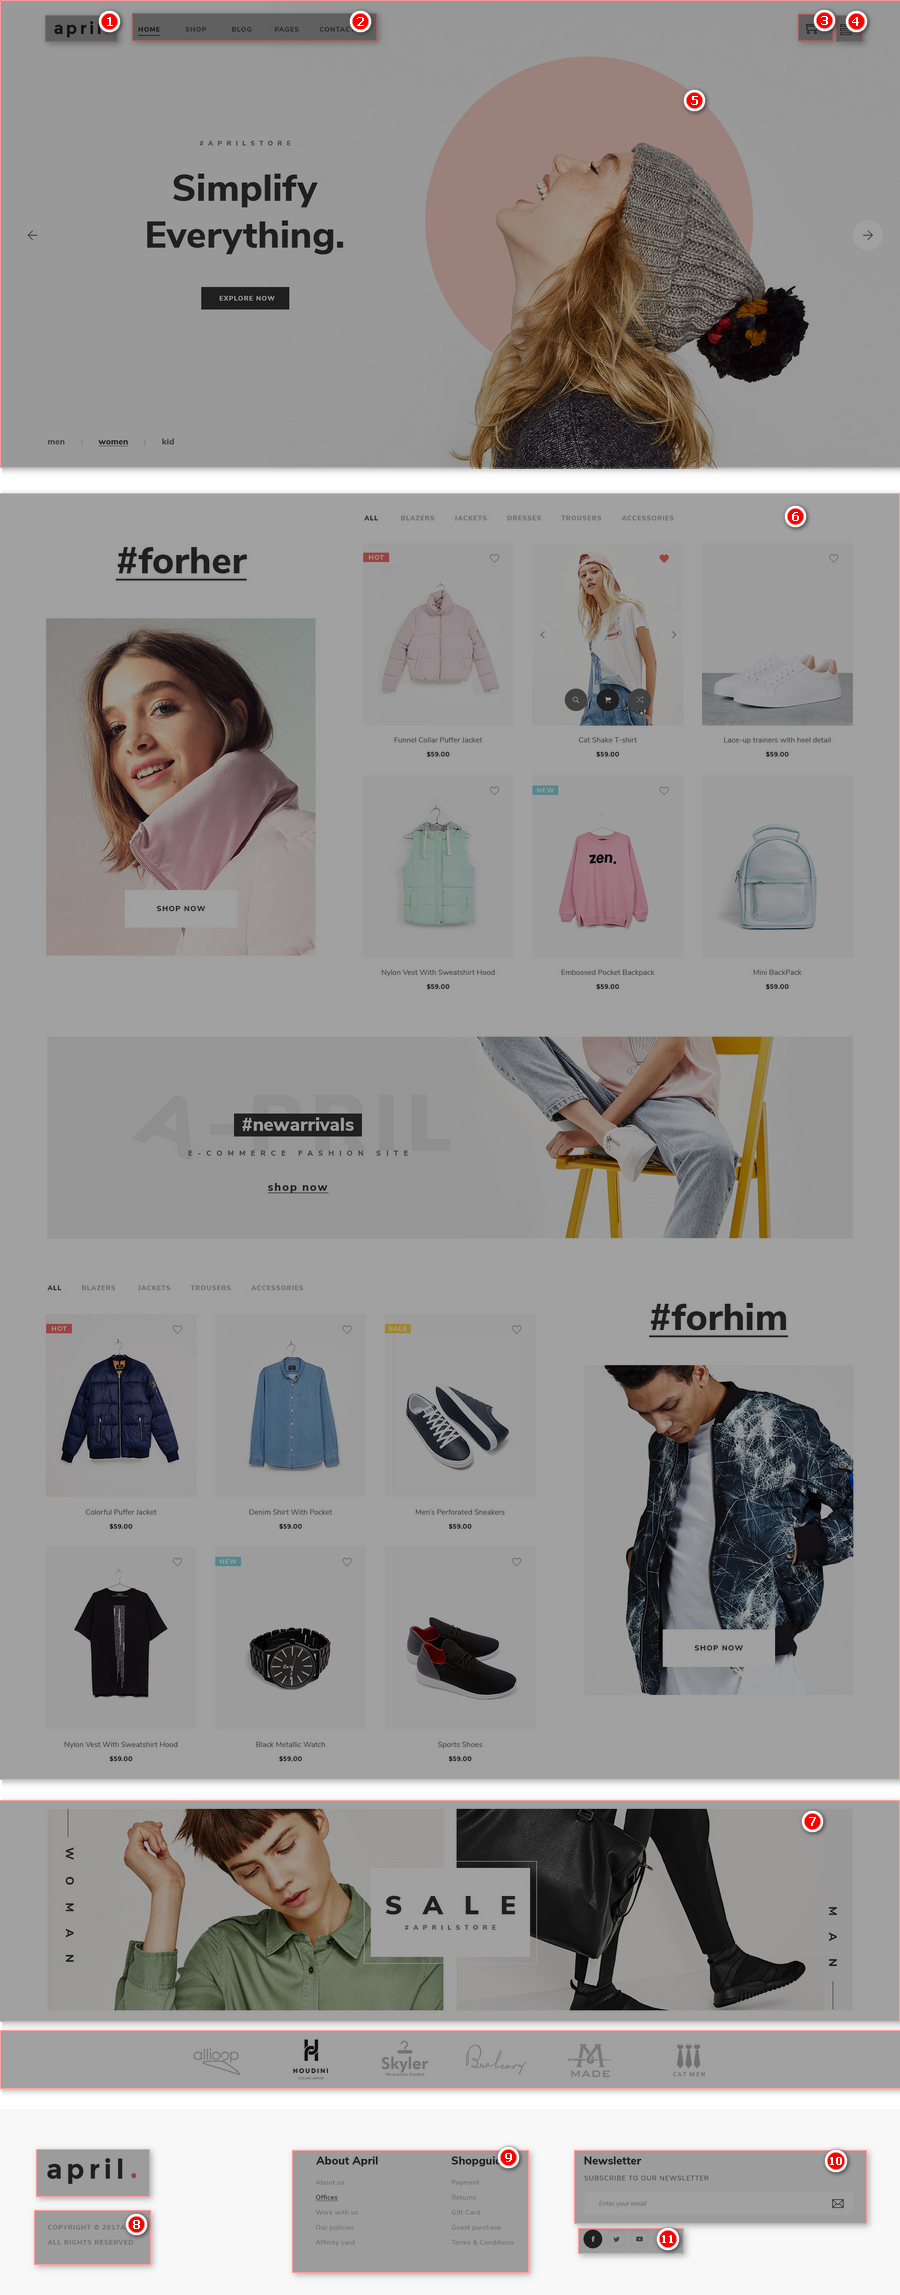 april
1
HOME SHOP BLOG PAGES CONTAC
2
3
4
5
#APRILSTORE
Simplify
Everything.
EXPLORE NOW
men | women | kid
6
ALL BLAZERS JACKETS DRESSES TROUSERS ACCESSORIES
#forher
SHOP NOW
HOT
Funnel Collar Puffer Jacket
$59.00
Cat Shake T-shirt
$59.00
Lace-up trainers with heel detail
$59.00
Nylon Vest With Sweatshirt Hood
$59.00
NEW
zen.
Embossed Pocket Backpack
$59.00
Mini BackPack
$59.00
A-PRIL
#newarrivals
E-COMMERCE FASHION SITE
shop now
ALL BLAZERS JACKETS TROUSERS ACCESSORIES
#forhim
SHOP NOW
HOT
Colorful Puffer Jacket
$59.00
Denim Shirt With Pocket
$59.00
SALE
Men's Perforated Sneakers
$59.00
Nylon Vest With Sweatshirt Hood
$59.00
NEW
Black Metallic Watch
$59.00
Sports Shoes
$59.00
7
WOMAN
SALE
#APRILSTORE
MAN
allioop
HOUDINI
Skyler
Burberry
M
MADE
CAT MEN
april.
COPYRIGHT © 2017A
8
ALL RIGHTS RESERVED
About April
About us
Offices
Work with us
Our policies
Affinity card
Shopgui
9
Payment
Returns
Gift Card
Guest purchase
Terms & Conditions
Newsletter
10
SUBSCRIBE TO OUR NEWSLETTER
Enter your email
11